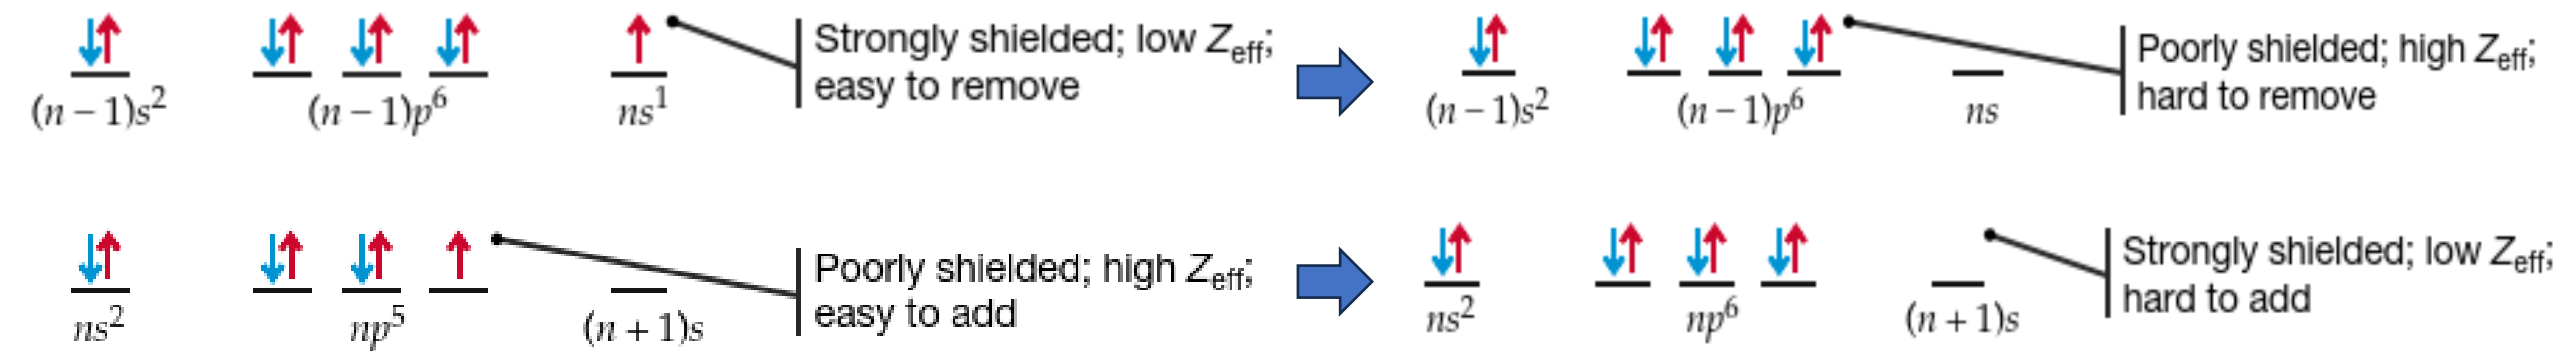 Strongly shielded; low Zeff;
easy to remove
(n – 1)s² (n – 1)p⁶ ns¹
Poorly shielded; high Zeff;
hard to remove
(n – 1)s² (n – 1)p⁶ ns
Poorly shielded; high Zeff;
easy to add
ns² np⁵ (n + 1)s
Strongly shielded; low Zeff;
hard to add
ns² np⁶ (n + 1)s